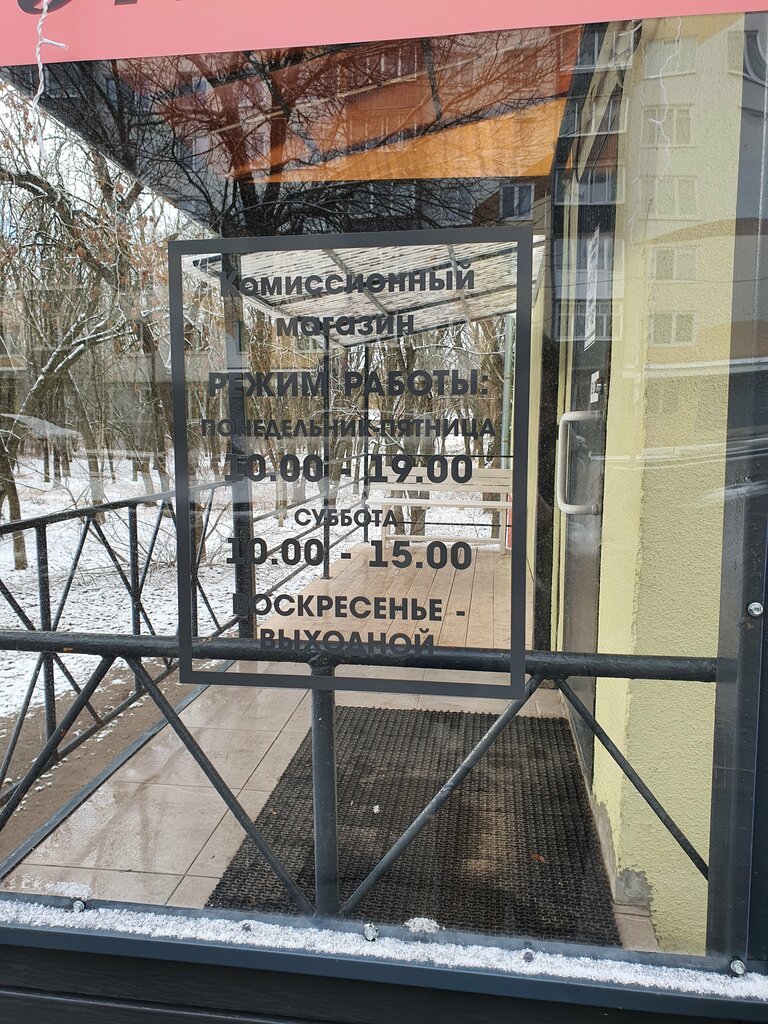 Комиссионный
магазин
РЕЖИМ РАБОТЫ:
ПОНЕДЕЛЬНИК-ПЯТНИЦА
10.00 - 19.00
СУББОТА
10.00 - 15.00
ВОСКРЕСЕНЬЕ -
ВЫХОДНОЙ